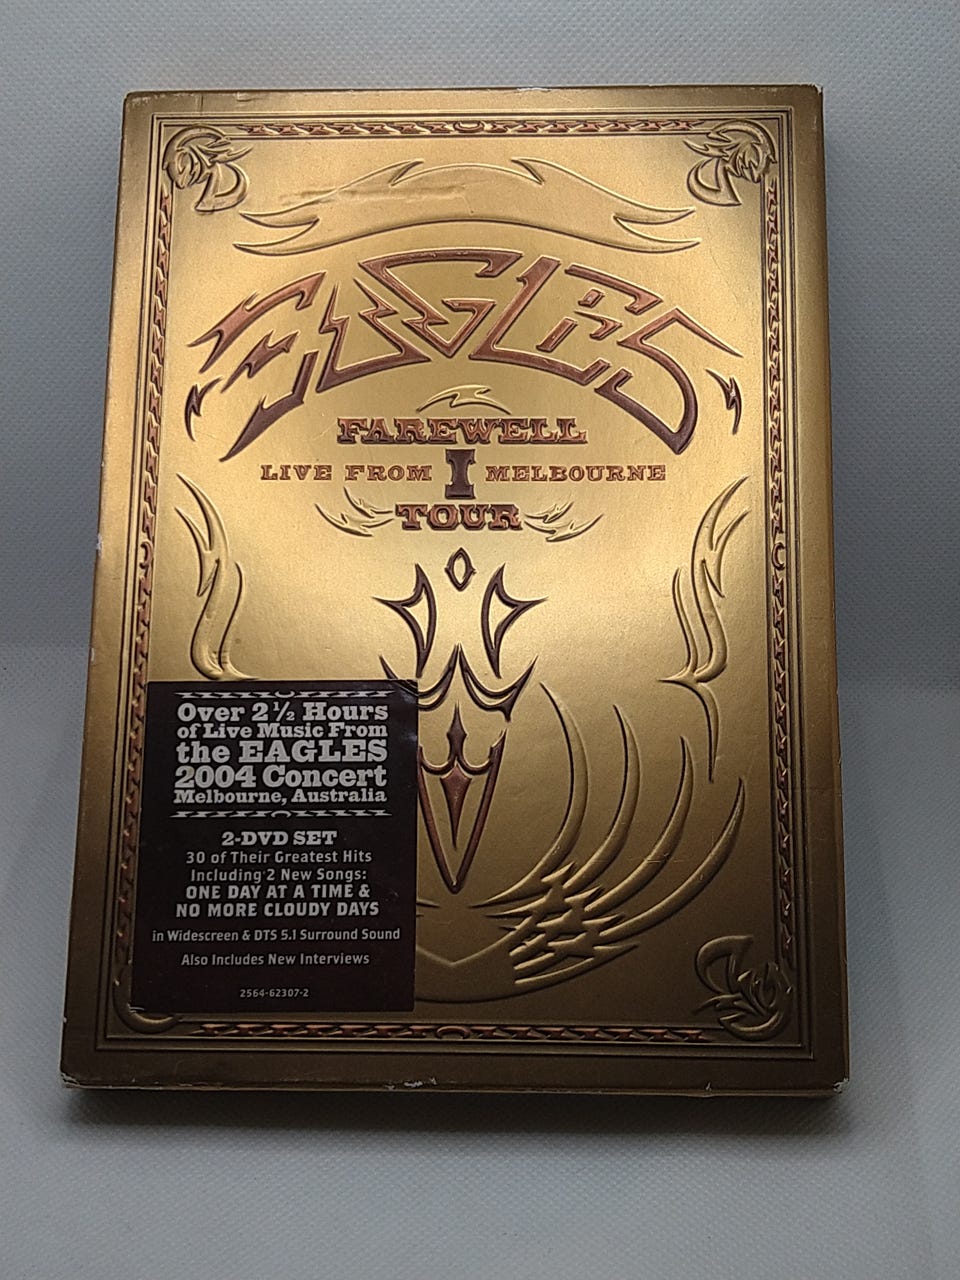 EAGLES
FAREWELL
LIVE FROM I MELBOURNE
TOUR
Over 2 ½ Hours
of Live Music From
the EAGLES
2004 Concert
Melbourne, Australia
2-DVD SET
30 of Their Greatest Hits
Including 2 New Songs:
ONE DAY AT A TIME &
NO MORE CLOUDY DAYS
in Widescreen & DTS 5.1 Surround Sound
Also Includes New Interviews
2564-62307-2